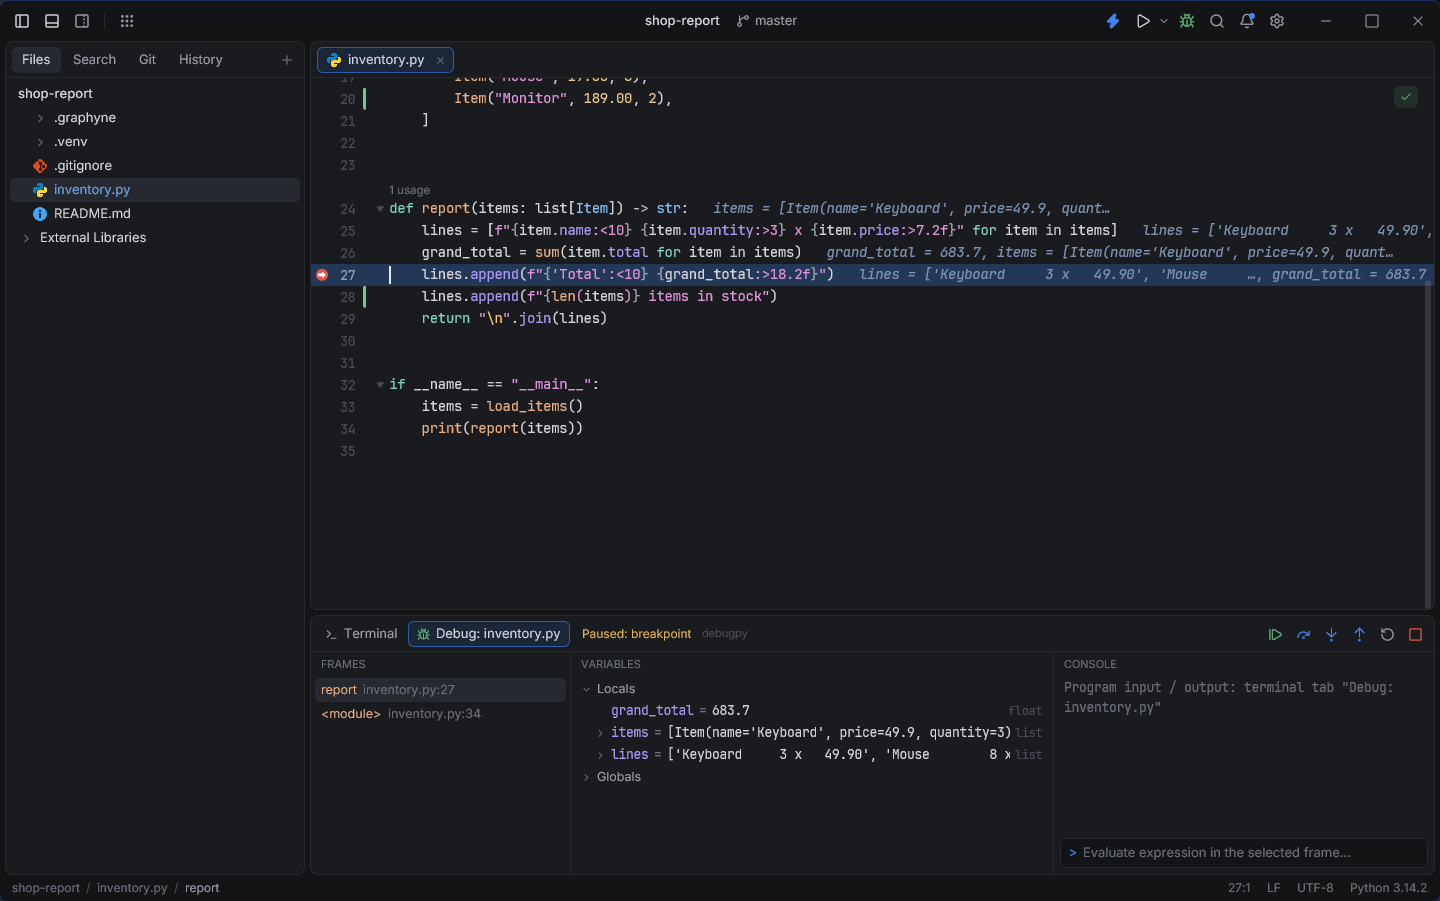 shop-report master
Files Search Git History
inventory.py
shop-report
.graphyne
.venv
.gitignore
inventory.py
README.md
External Libraries
20 Item("Monitor", 189.00, 2),
21 ]
22
23
1 usage
24 def report(items: list[Item]) -> str: items = [Item(name='Keyboard', price=49.9, quant…
25 lines = [f"{item.name:<10} {item.quantity:>3} x {item.price:>7.2f}" for item in items] lines = ['Keyboard 3 x 49.90',
26 grand_total = sum(item.total for item in items) grand_total = 683.7, items = [Item(name='Keyboard', price=49.9, quant…
27 lines.append(f"{'Total':<10} {grand_total:>18.2f}") lines = ['Keyboard 3 x 49.90', 'Mouse …, grand_total = 683.7
28 lines.append(f"{len(items)} items in stock")
29 return "\n".join(lines)
30
31
32 if __name__ == "__main__":
33 items = load_items()
34 print(report(items))
35
Terminal Debug: inventory.py Paused: breakpoint debugpy
FRAMES
report inventory.py:27
<module> inventory.py:34
VARIABLES
Locals
grand_total = 683.7 float
items = [Item(name='Keyboard', price=49.9, quantity=3) list
lines = ['Keyboard 3 x 49.90', 'Mouse 8 x list
Globals
CONSOLE
Program input / output: terminal tab "Debug:
inventory.py"
> Evaluate expression in the selected frame...
shop-report / inventory.py / report
27:1 LF UTF-8 Python 3.14.2